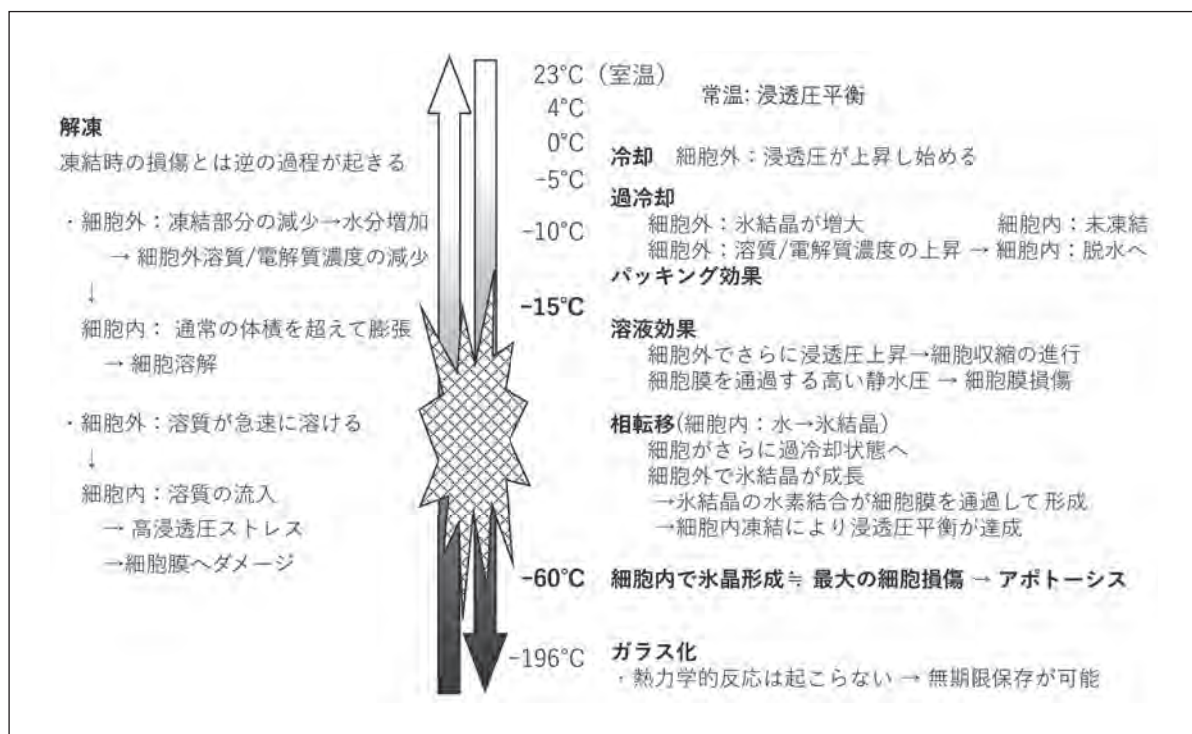 解凍
凍結時の損傷とは逆の過程が起きる
・細胞外：凍結部分の減少→水分増加
→ 細胞外溶質/電解質濃度の減少
↓
細胞内： 通常の体積を超えて膨張
→ 細胞溶解
・細胞外：溶質が急速に溶ける
↓
細胞内：溶質の流入
→ 高浸透圧ストレス
→細胞膜へダメージ
23°C（室温）
4°C
0°C
−5°C
−10°C
−15°C
−60°C
−196°C
常温: 浸透圧平衡
冷却 細胞外：浸透圧が上昇し始める
過冷却
細胞外：氷結晶が増大 細胞内：未凍結
細胞外：溶質/電解質濃度の上昇 → 細胞内：脱水へ
パッキング効果
溶液効果
細胞外でさらに浸透圧上昇→細胞収縮の進行
細胞膜を通過する高い静水圧 → 細胞膜損傷
相転移(細胞内：水→氷結晶)
細胞がさらに過冷却状態へ
細胞外で氷結晶が成長
→氷結晶の水素結合が細胞膜を通過して形成
→細胞内凍結により浸透圧平衡が達成
細胞内で氷晶形成≒ 最大の細胞損傷 → アポトーシス
ガラス化
・熱力学的反応は起こらない → 無期限保存が可能